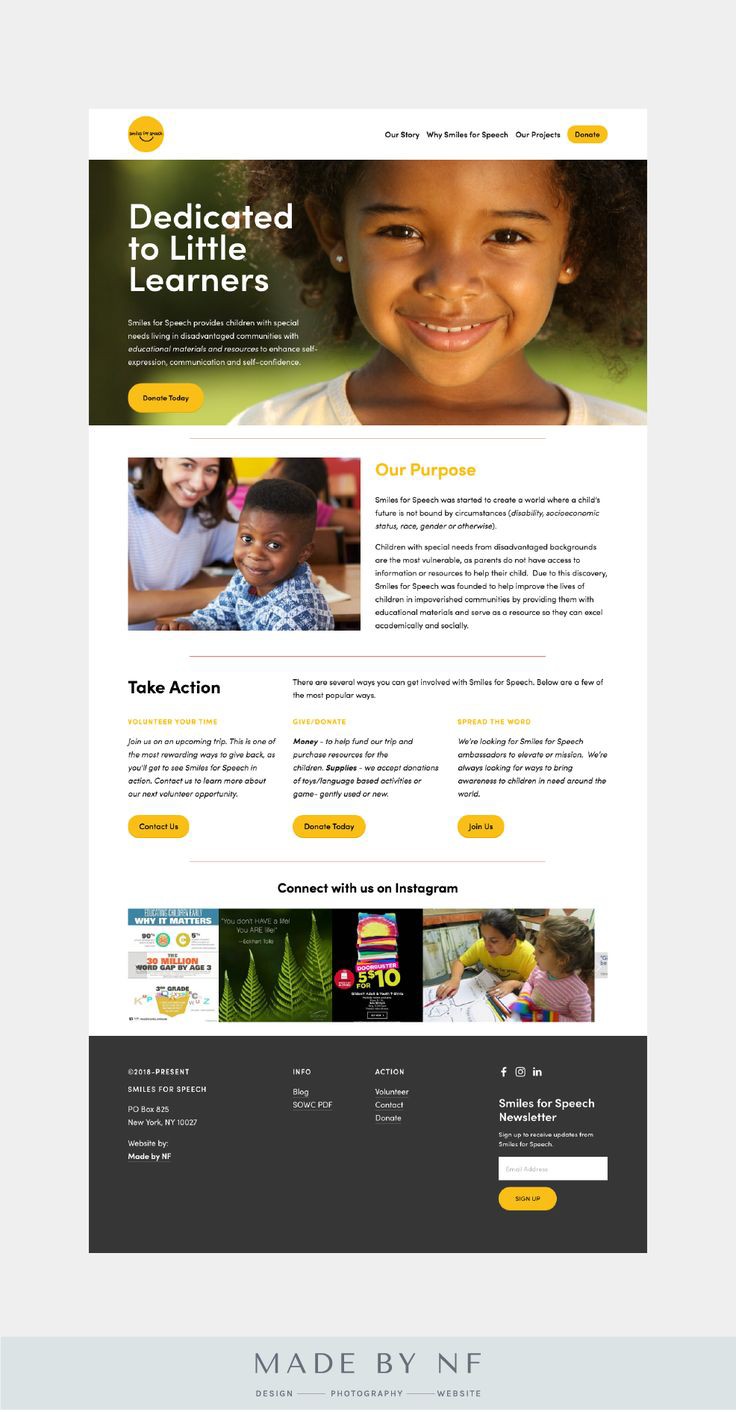 smiles for speech
Our Story Why Smiles for Speech Our Projects Donate
Dedicated
to Little
Learners
Smiles for Speech provides children with special
needs living in disadvantaged communities with
educational materials and resources to enhance self-
expression, communication and self-confidence.
Donate Today
Our Purpose
Smiles for Speech was started to create a world where a child's
future is not bound by circumstances (disability, socioeconomic
status, race, gender or otherwise).
Children with special needs from disadvantaged backgrounds
are the most vulnerable, as parents do not have access to
information or resources to help their child. Due to this discovery,
Smiles for Speech was founded to help improve the lives of
children in impoverished communities by providing them with
educational materials and serve as a resource so they can excel
academically and socially.
Take Action
There are several ways you can get involved with Smiles for Speech. Below are a few of
the most popular ways.
VOLUNTEER YOUR TIME
Join us on an upcoming trip. This is one of
the most rewarding ways to give back, as
you'll get to see Smiles for Speech in
action. Contact us to learn more about
our next volunteer opportunity.
Contact Us
GIVE/DONATE
Money - to help fund our trip and
purchase resources for the
children. Supplies - we accept donations
of toys/language based activities or
game- gently used or new.
Donate Today
SPREAD THE WORD
We're looking for Smiles for Speech
ambassadors to elevate or mission. We're
always looking for ways to bring
awareness to children in need around the
world.
Join Us
Connect with us on Instagram
EDUCATING CHILDREN EARLY
WHY IT MATTERS
90%
5%
THE
30 MILLION
WORD GAP BY AGE 3
3RD GRADE
"You don't HAVE a life!
You ARE life!"
—Eckhart Tolle
DOORBUSTER
5 FOR $10
©2018-PRESENT
SMILES FOR SPEECH
PO Box 825
New York, NY 10027
Website by:
Made by NF
INFO
Blog
SOWC PDF
ACTION
Volunteer
Contact
Donate
Smiles for Speech
Newsletter
Sign up to receive updates from
Smiles for Speech.
Email Address
SIGN UP
MADE BY NF
DESIGN PHOTOGRAPHY WEBSITE